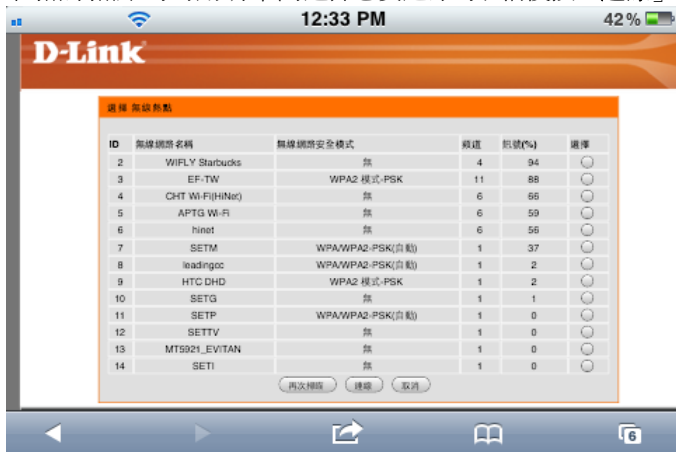 12:33 PM 42%
D-Link
選擇 無線熱點
ID 無線網路名稱 無線網路安全模式 頻道 訊號(%) 選擇
2 WIFLY Starbucks 無 4 94
3 EF-TW WPA2 模式-PSK 11 88
4 CHT Wi-Fi(HiNet) 無 6 66
5 APTG Wi-Fi 無 6 59
6 hinet 無 6 56
7 SETM WPA/WPA2-PSK(自動) 1 37
8 leadingcc WPA/WPA2-PSK(自動) 1 2
9 HTC DHD WPA2 模式-PSK 1 2
10 SETG 無 1 1
11 SETP WPA/WPA2-PSK(自動) 1 0
12 SETTV 無 1 0
13 MT5921_EVITAN 無 1 0
14 SETI 無 1 0
再次掃瞄 連線 取消
6